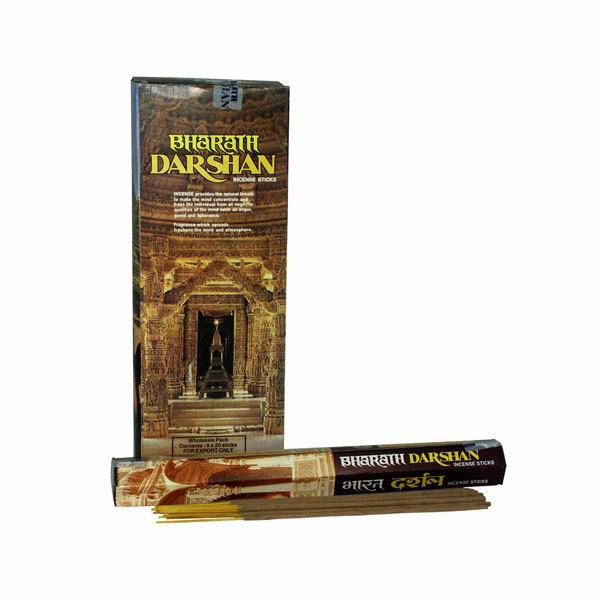 BHARATH
DARSHAN
INCENSE STICKS
INCENSE provides the natural breath
to make the mind concentrate and
frees the individual from all negative
qualities of the mind such as anger,
greed and ignorance.
Fragrance which spreads
freshens the mind and atmosphere.
Wholesale Pack
Contents : 6 x 20 sticks
FOR EXPORT ONLY
BHARATH DARSHAN
INCENSE STICKS
भारत दर्शन INCENSE STICKS